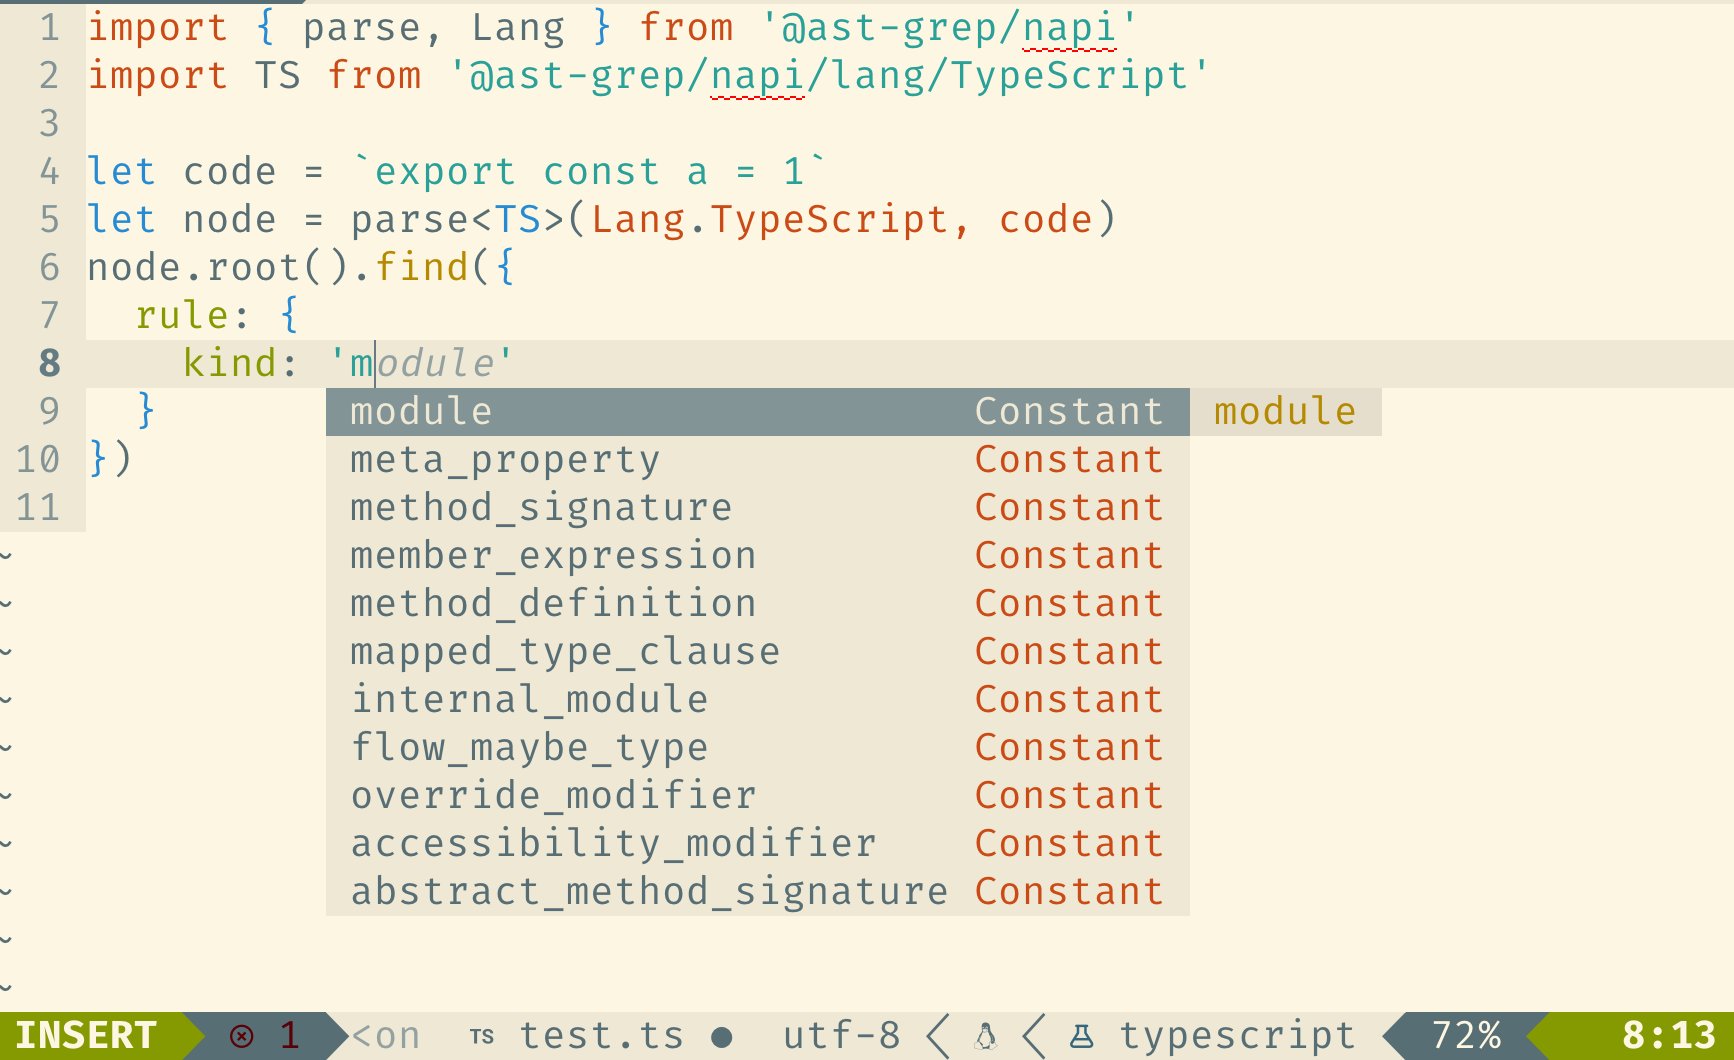 1 import { parse, Lang } from '@ast-grep/napi'
2 import TS from '@ast-grep/napi/lang/TypeScript'
3
4 let code = `export const a = 1`
5 let node = parse<TS>(Lang.TypeScript, code)
6 node.root().find({
7   rule: {
8     kind: 'module'
9   }
10 })
11
module Constant module
meta_property Constant
method_signature Constant
member_expression Constant
method_definition Constant
mapped_type_clause Constant
internal_module Constant
flow_maybe_type Constant
override_modifier Constant
accessibility_modifier Constant
abstract_method_signature Constant
~
~
~
~
~
~
~
~
~
~
INSERT ⊗ 1 <on TS test.ts ● utf-8 < < typescript 72% 8:13